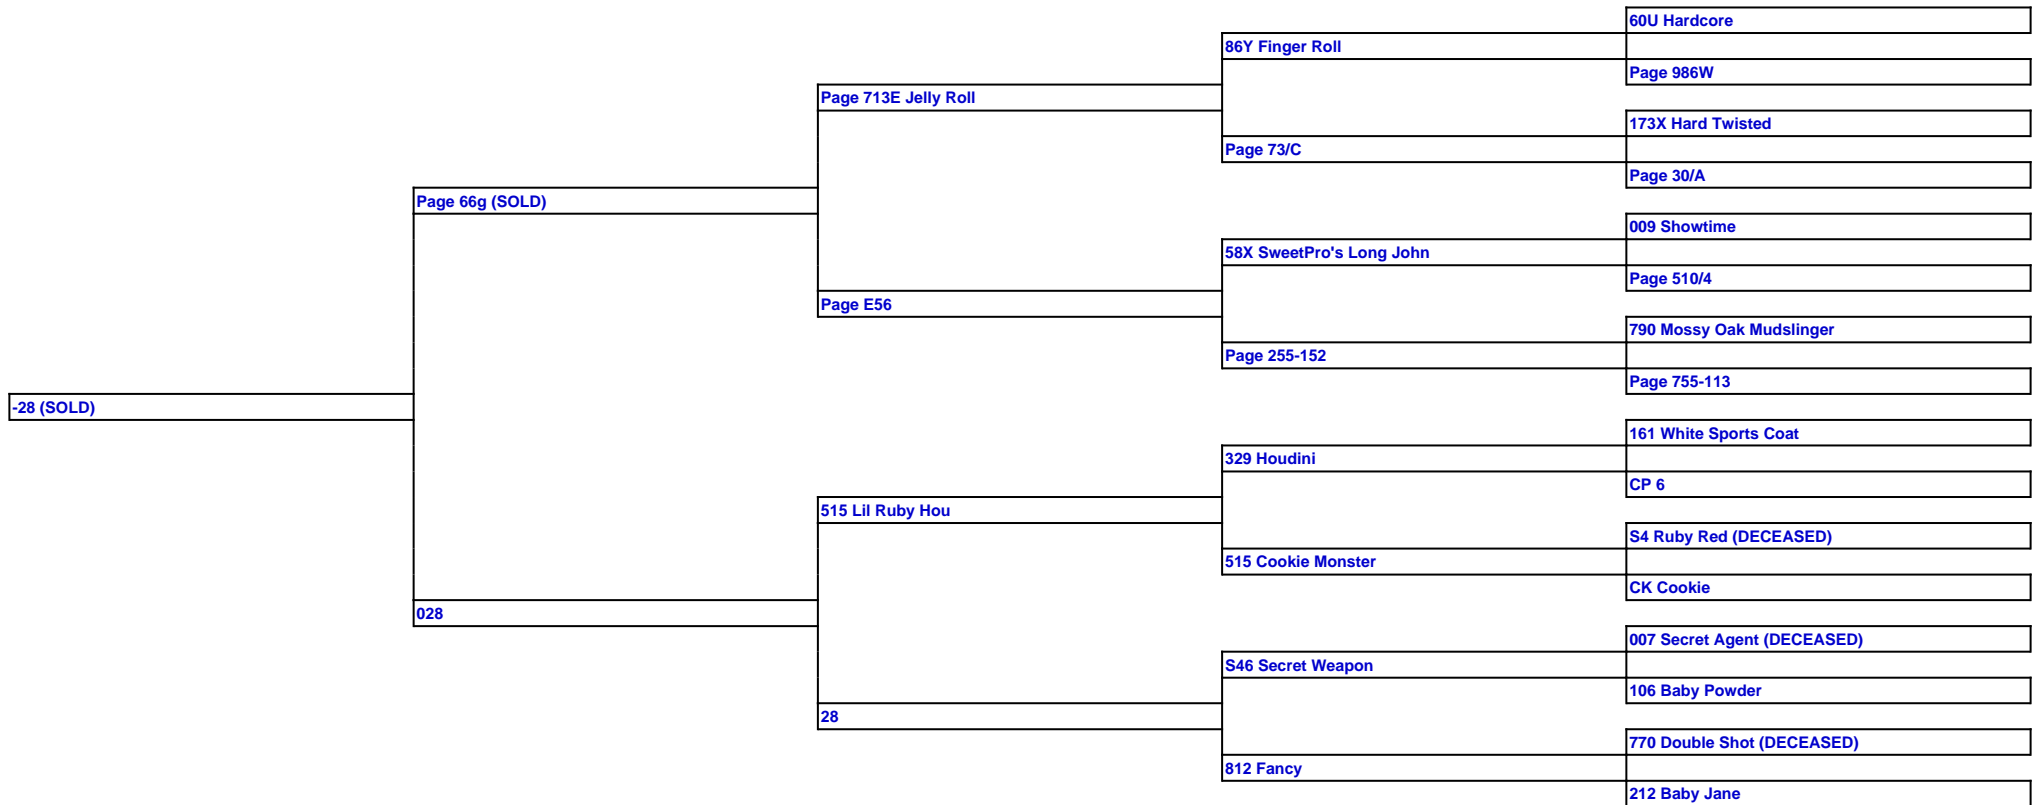 60U Hardcore
86Y Finger Roll
Page 986W
Page 713E Jelly Roll
173X Hard Twisted
Page 73/C
Page 30/A
Page 66g (SOLD)
009 Showtime
58X SweetPro's Long John
Page 510/4
Page E56
790 Mossy Oak Mudslinger
Page 255-152
Page 755-113
-28 (SOLD)
161 White Sports Coat
329 Houdini
CP 6
515 Lil Ruby Hou
S4 Ruby Red (DECEASED)
515 Cookie Monster
CK Cookie
028
007 Secret Agent (DECEASED)
S46 Secret Weapon
106 Baby Powder
28
770 Double Shot (DECEASED)
812 Fancy
212 Baby Jane